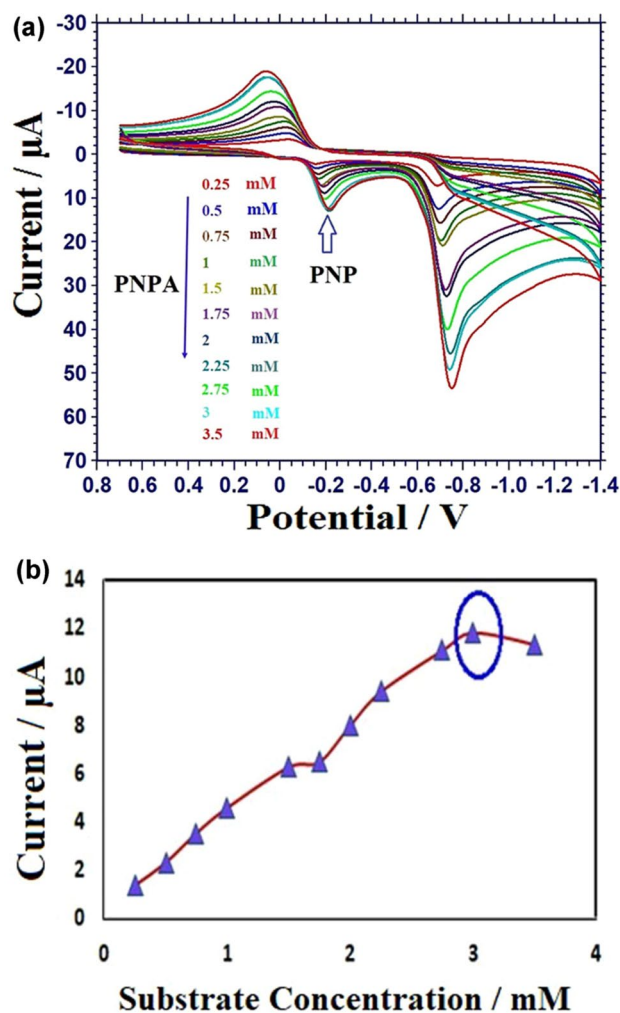 (a)
-30
-20
-10
0
10
20
30
40
50
60
70
Current / µA
0.25 mM
0.5 mM
0.75 mM
1 mM
1.5 mM
1.75 mM
2 mM
2.25 mM
2.75 mM
3 mM
3.5 mM
PNPA
PNP
0.8 0.6 0.4 0.2 0 -0.2 -0.4 -0.6 -0.8 -1.0 -1.2 -1.4
Potential / V
(b)
14
12
10
8
6
4
2
0
Current / µA
0 1 2 3 4
Substrate Concentration / mM